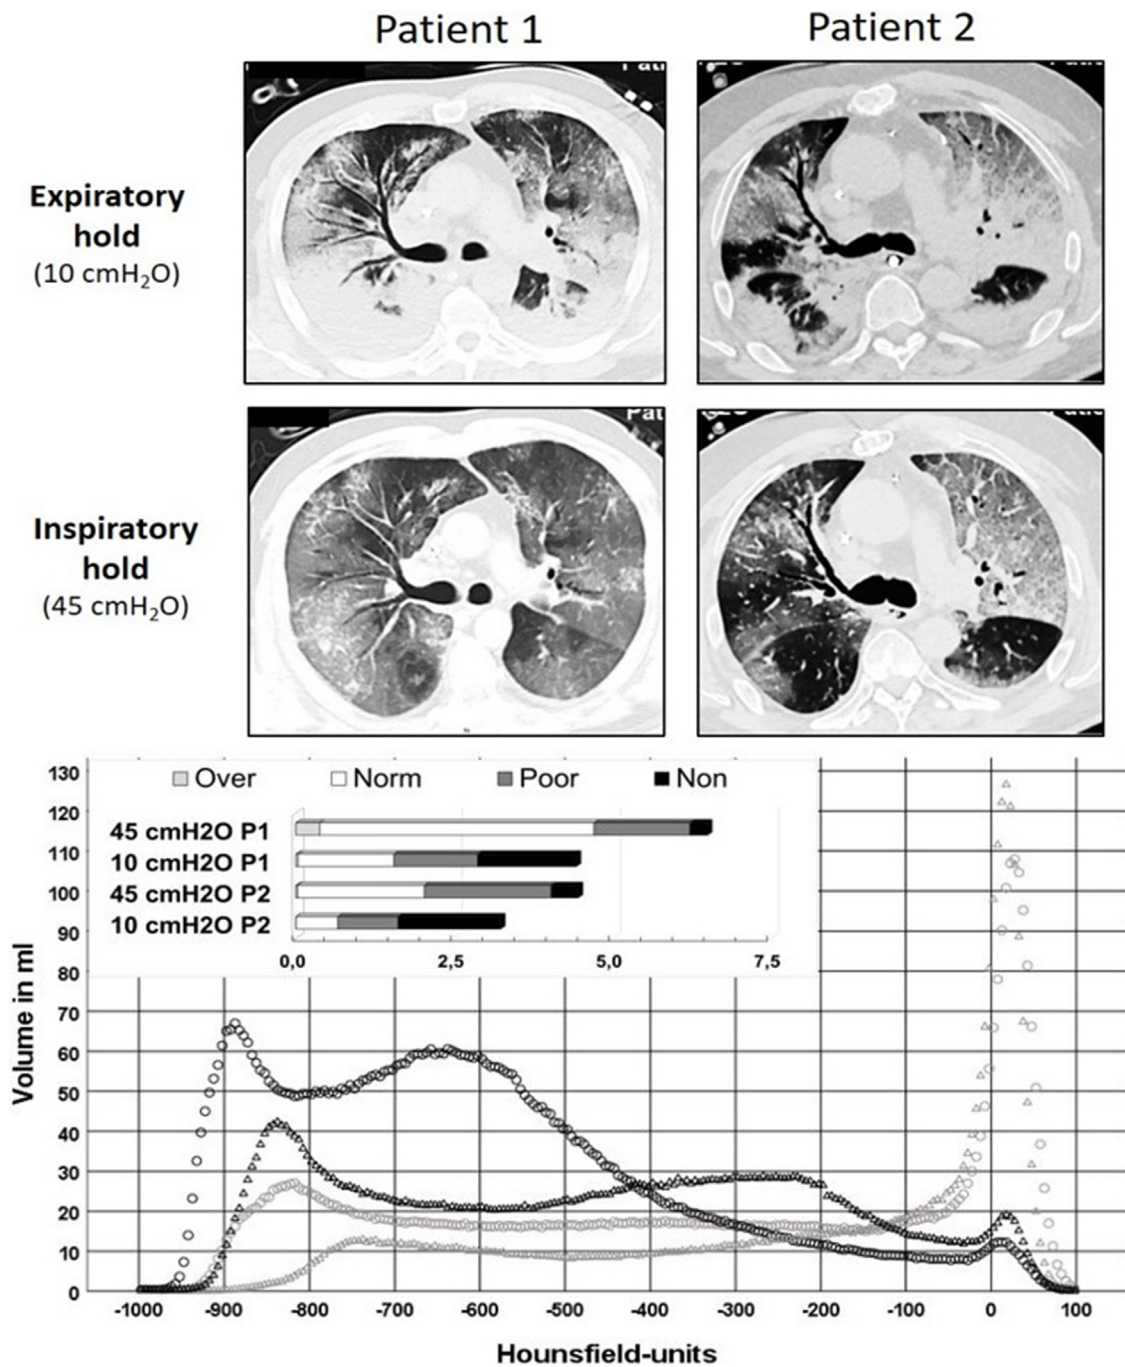 Patient 1
Patient 2
Expiratory
hold
(10 cmH₂O)
Inspiratory
hold
(45 cmH₂O)
Pat
Over
Norm
Poor
Non
45 cmH2O P1
10 cmH2O P1
45 cmH2O P2
10 cmH2O P2
0,0
2,5
5,0
7,5
130
120
110
100
90
80
70
60
50
40
30
20
10
0
Volume in ml
-1000
-900
-800
-700
-600
-500
-400
-300
-200
-100
0
100
Hounsfield-units